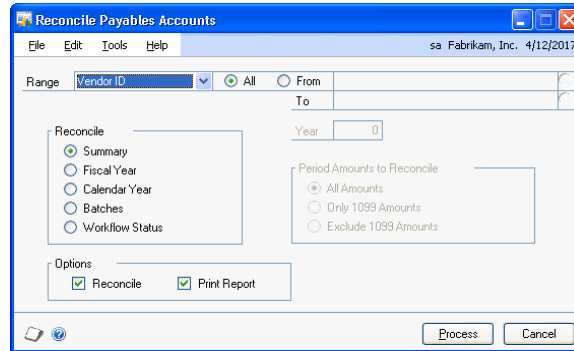 Reconcile Payables Accounts
File Edit Tools Help sa Fabrikam, Inc. 4/12/2017
Range Vendor ID All From
To
Reconcile
Summary
Fiscal Year
Calendar Year
Batches
Workflow Status
Year 0
Period Amounts to Reconcile
All Amounts
Only 1099 Amounts
Exclude 1099 Amounts
Options
Reconcile Print Report
Process Cancel